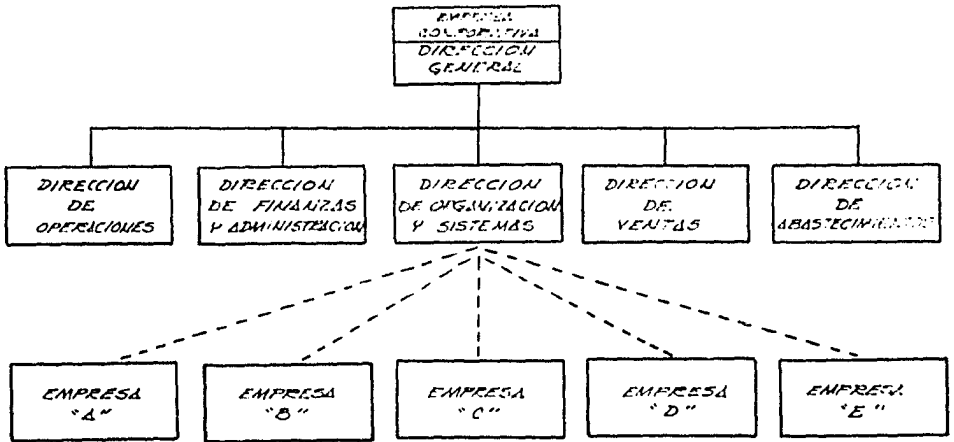 EMPRESA
CORPORATIVA
DIRECCION
GENERAL
DIRECCION
DE
OPERACIONES
DIRECCION
DE FINANZAS
Y ADMINISTRACION
DIRECCION
DE ORGANIZACION
Y SISTEMAS
DIRECCION
DE
VENTAS
DIRECCION
DE
EMPRESA
"A"
EMPRESA
"B"
EMPRESA
"C"
EMPRESA
"D"
EMPRESA
"E"